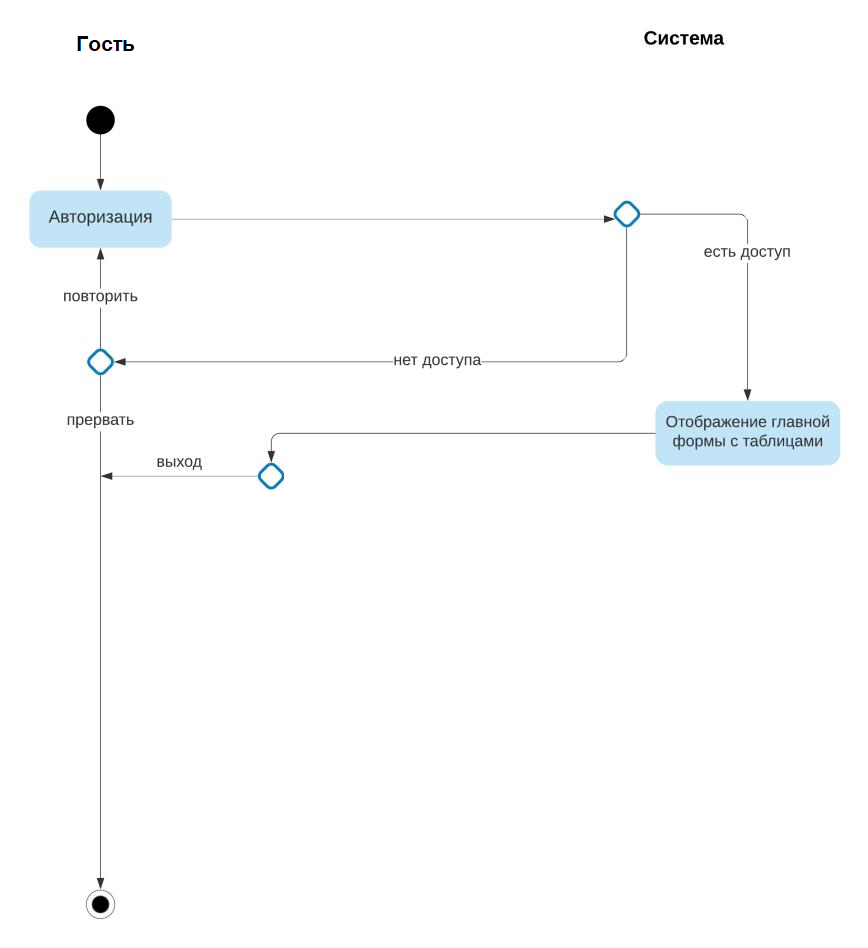 Гость
Система
Авторизация
есть доступ
повторить
нет доступа
прервать
Отображение главной
формы с таблицами
выход